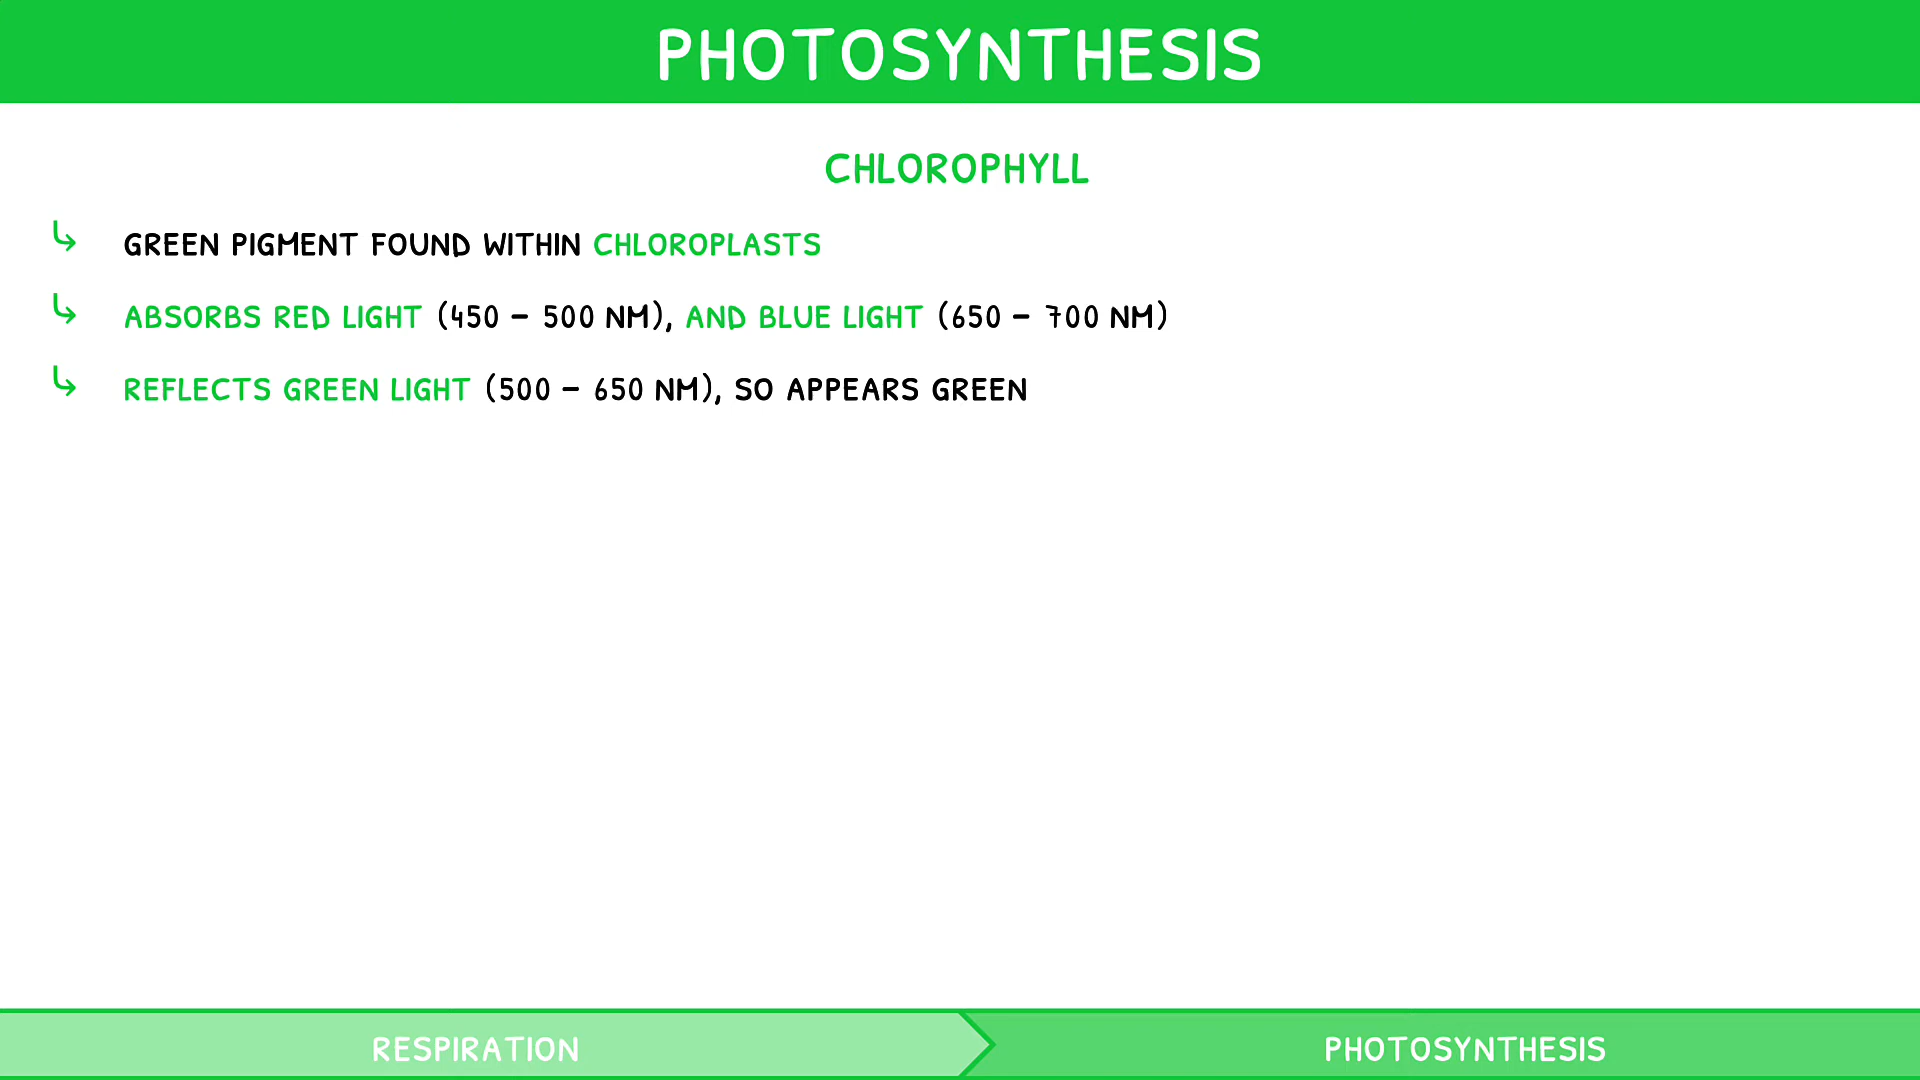 PHOTOSYNTHESIS
CHLOROPHYLL
GREEN PIGMENT FOUND WITHIN CHLOROPLASTS
ABSORBS RED LIGHT (450 – 500 NM), AND BLUE LIGHT (650 – 700 NM)
REFLECTS GREEN LIGHT (500 – 650 NM), SO APPEARS GREEN
RESPIRATION
PHOTOSYNTHESIS